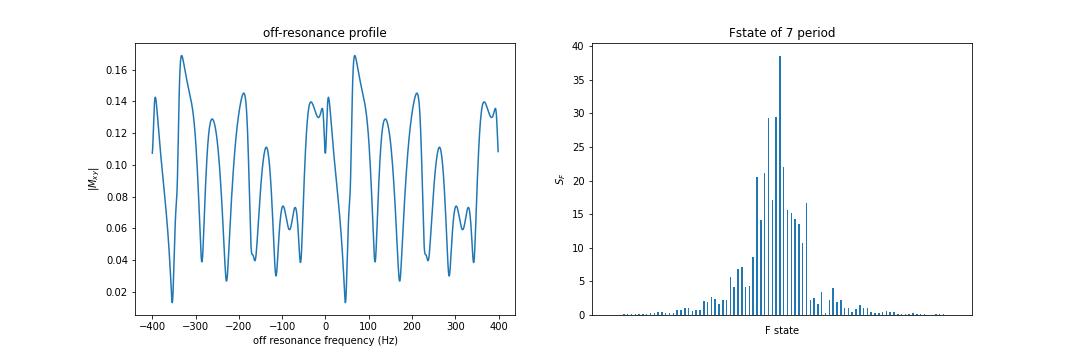 off-resonance profile
|M_xy|
0.16
0.14
0.12
0.10
0.08
0.06
0.04
0.02
−400 −300 −200 −100 0 100 200 300 400
off resonance frequency (Hz)
Fstate of 7 period
S_F
40
35
30
25
20
15
10
5
0
F state